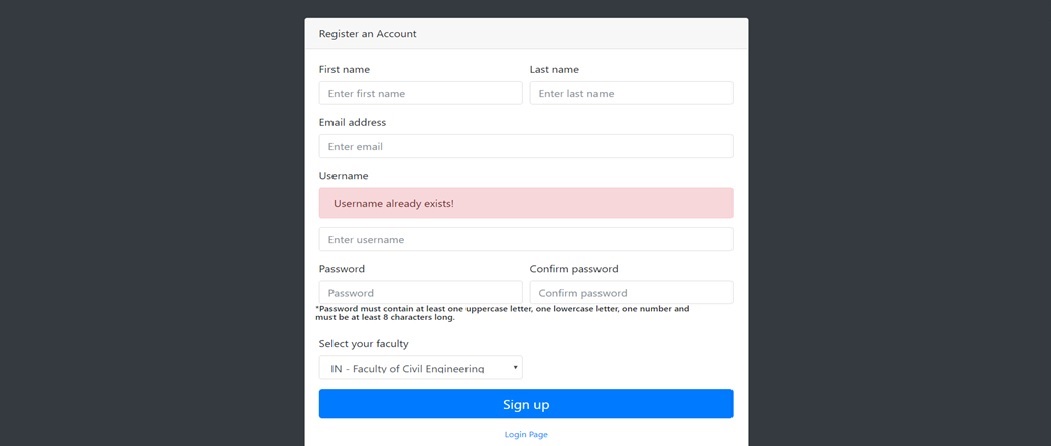 Register an Account
First name Last name
Enter first name Enter last name
Email address
Enter email
Username
Username already exists!
Enter username
Password Confirm password
Password Confirm password
*Password must contain at least one uppercase letter, one lowercase letter, one number and
must be at least 8 characters long.
Select your faculty
IIN - Faculty of Civil Engineering
Sign up
Login Page